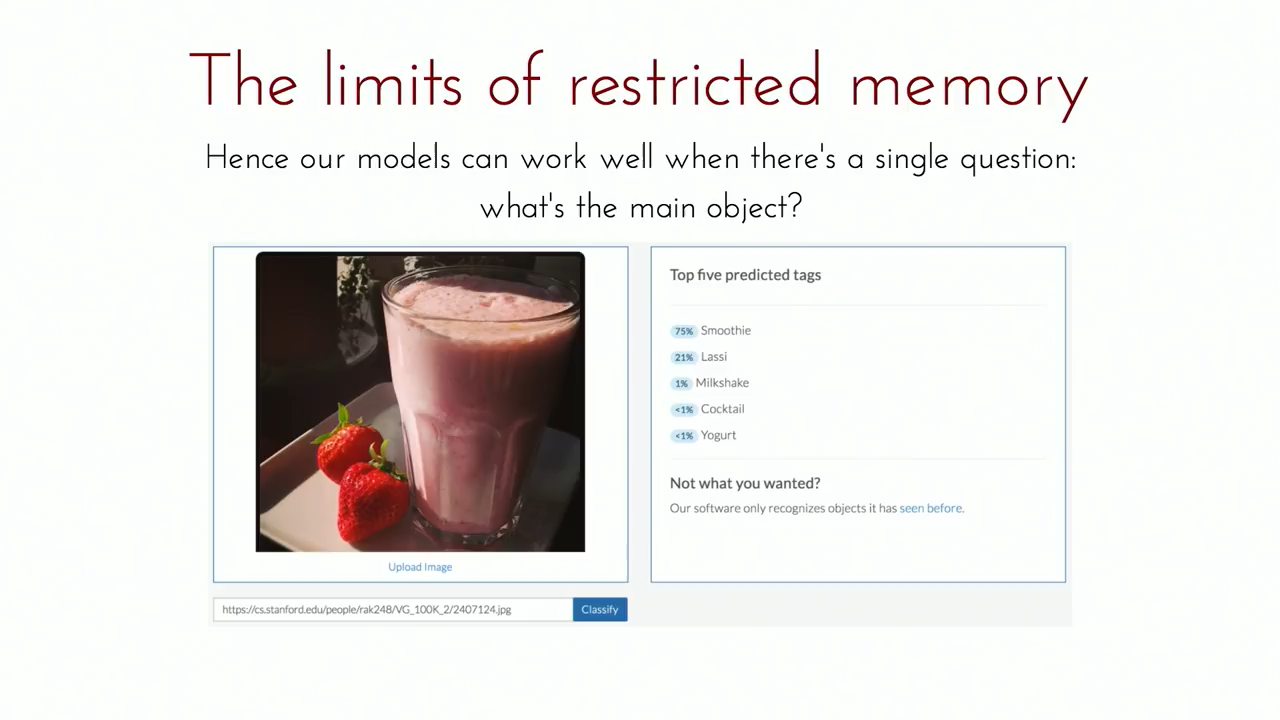 The limits of restricted memory
Hence our models can work well when there's a single question:
what's the main object?
Top five predicted tags
75% Smoothie
21% Lassi
1% Milkshake
<1% Cocktail
<1% Yogurt
Not what you wanted?
Our software only recognizes objects it has seen before.
Upload Image
https://cs.stanford.edu/people/rak248/VG_100K_2/2407124.jpg
Classify